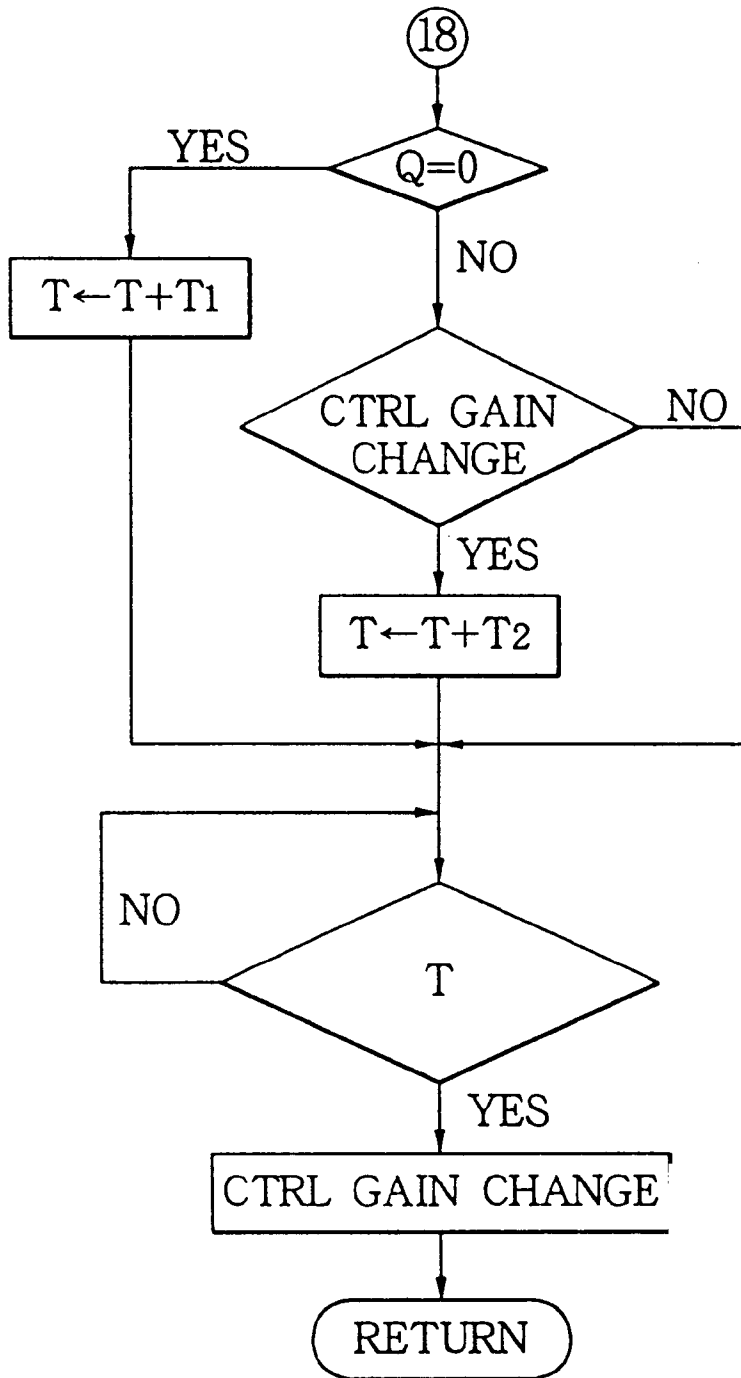 18
Q=0
YES
NO
T←T+T1
CTRL GAIN
CHANGE
NO
YES
T←T+T2
NO
T
YES
CTRL GAIN CHANGE
RETURN